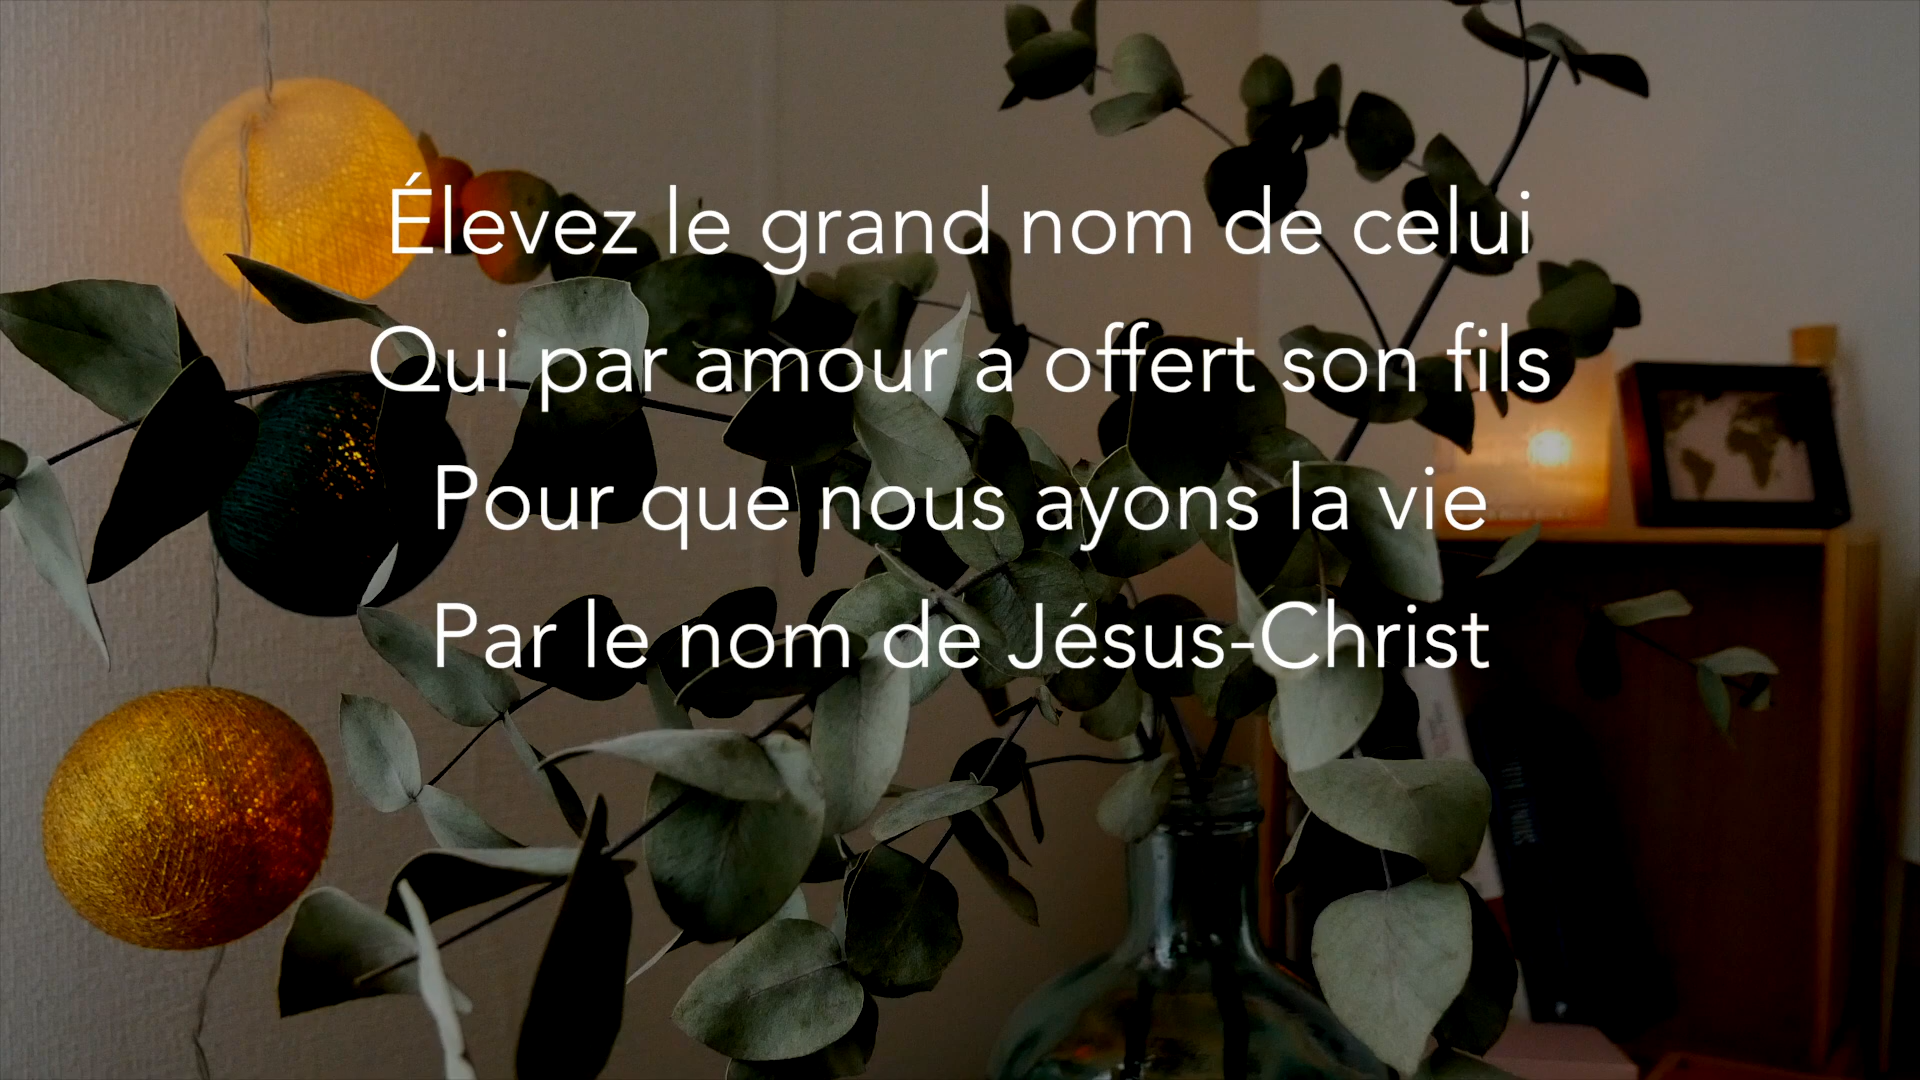 Élevez le grand nom de celui
Qui par amour a offert son fils
Pour que nous ayons la vie
Par le nom de Jésus-Christ